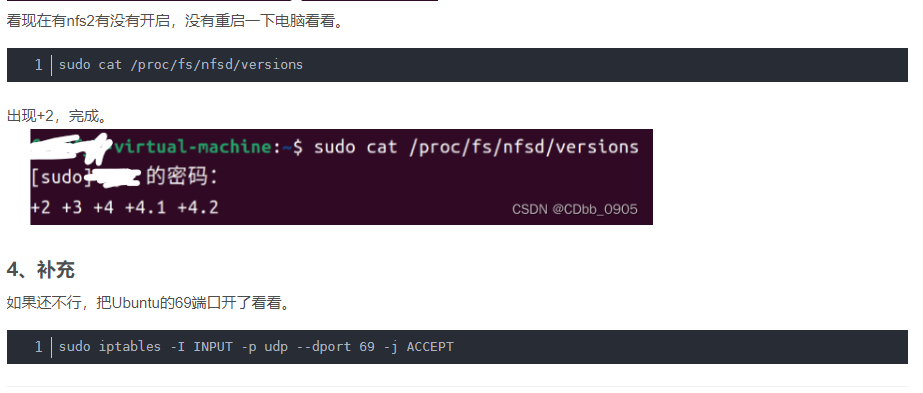 看现在有nfs2有没有开启，没有重启一下电脑看看。
1 sudo cat /proc/fs/nfsd/versions
出现+2，完成。
virtual-machine:~$ sudo cat /proc/fs/nfsd/versions
[sudo] 的密码：
+2 +3 +4 +4.1 +4.2
CSDN @CDbb_0905
4、补充
如果还不行，把Ubuntu的69端口开了看看。
1 sudo iptables -I INPUT -p udp --dport 69 -j ACCEPT